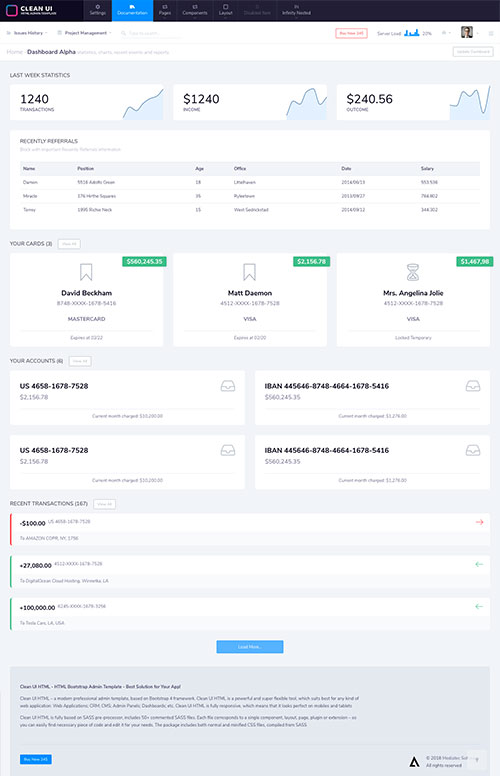 CLEAN UI
HTML ADMIN TEMPLATE
Settings
Documentation
Pages
Components
Layout
Disabled Item
Infinity Nested
Issues History
Project Management
Buy Now 24$
Server Load: 20%
Home · Dashboard Alpha statistics, charts, recent events and reports
LAST WEEK STATISTICS
1240
TRANSACTIONS
$1240
INCOME
$240.56
OUTCOME
RECENTLY REFERRALS
Block with important Recently Referrals information
Name Position Age Office Date Salary
Damon 5516 Adolfo Green 18 Littelhaven 2014/06/13
Miracle 176 Hirthe Squares 35 Ryleetown 2013/09/27
Torrey 1995 Richie Neck 15 West Sedrickstad 2014/09/12
YOUR CARDS (3) View All
$560,245.35
David Beckham
8748-XXXX-1678-5416
MASTERCARD
Expires at 02/22
$2,156.78
Matt Daemon
4512-XXXX-1678-7528
VISA
Expires at 02/20
$1,467,98
Mrs. Angelina Jolie
4512-XXXX-1678-7528
VISA
Locked Temporary
YOUR ACCOUNTS (6) View All
US 4658-1678-7528
$2,156.78
Current month charged: $10,200.00
IBAN 445646-8748-4664-1678-5416
$560,245.35
Current month charged: $1,276.00
US 4658-1678-7528
$2,156.78
Current month charged: $10,200.00
IBAN 445646-8748-4664-1678-5416
$560,245.35
Current month charged: $1,276.00
RECENT TRANSACTIONS (167) View All
-$100.00 US 4658-1678-7528
To AMAZON COPR, NY, 1756
+27,080.00 4512-XXXX-1678-7528
To DigitalOcean Cloud Hosting, Winnetka, LA
+100,000.00 6245-XXXX-1678-3256
To Tesla Cars, LA, USA
Load More...
Clean UI HTML - HTML Bootstrap Admin Template - Best Solution for Your App!
Clean UI HTML – a modern professional admin template, based on Bootstrap 4 framework. Clean UI HTML is a powerful and super flexible tool, which suits best for any kind of
web application: Web Applications; CRM; CMS; Admin Panels; Dashboards; etc. Clean UI HTML is fully responsive, which means that it looks perfect on mobiles and tablets
Clean UI HTML is fully based on SASS pre-processor, includes 50+ commented SASS files. Each file corresponds to a single component, layout, page, plugin or extension – so
you can easily find necessary piece of code and edit it for your needs. The package includes both normal and minified CSS files, compiled from SASS.
Buy Now 24$
© 2018 Mediatec
All rights reserved